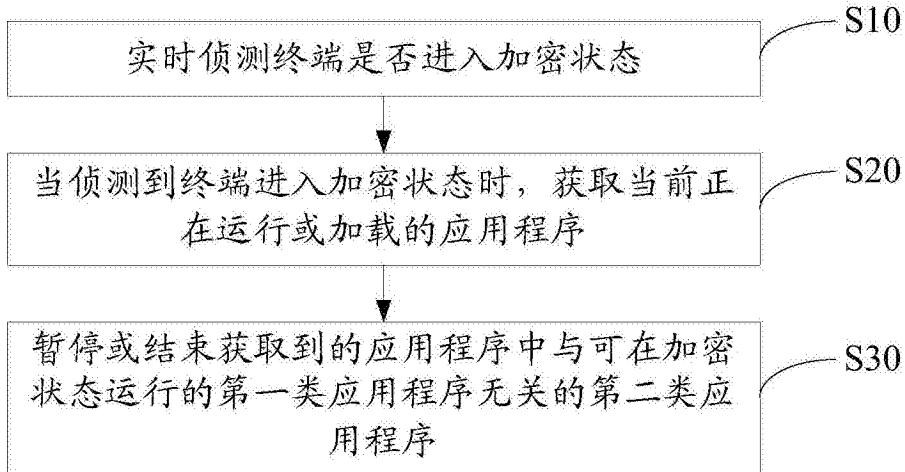 实时侦测终端是否进入加密状态
S10
当侦测到终端进入加密状态时，获取当前正
在运行或加载的应用程序
S20
暂停或结束获取到的应用程序中与可在加密
状态运行的第一类应用程序无关的第二类应
用程序
S30